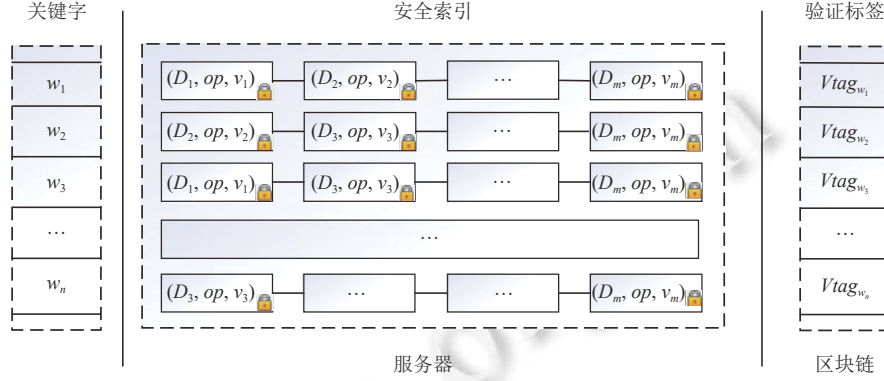 关键字 安全索引 验证标签
w1 (D1, op, v1) (D2, op, v2) … (Dm, op, vm) Vtagw1
w2 (D2, op, v2) (D3, op, v3) … (Dm, op, vm) Vtagw2
w3 (D1, op, v1) (D3, op, v3) … (Dm, op, vm) Vtagw3
… … …
wn (D3, op, v3) … … (Dm, op, vm) Vtagwn
服务器 区块链